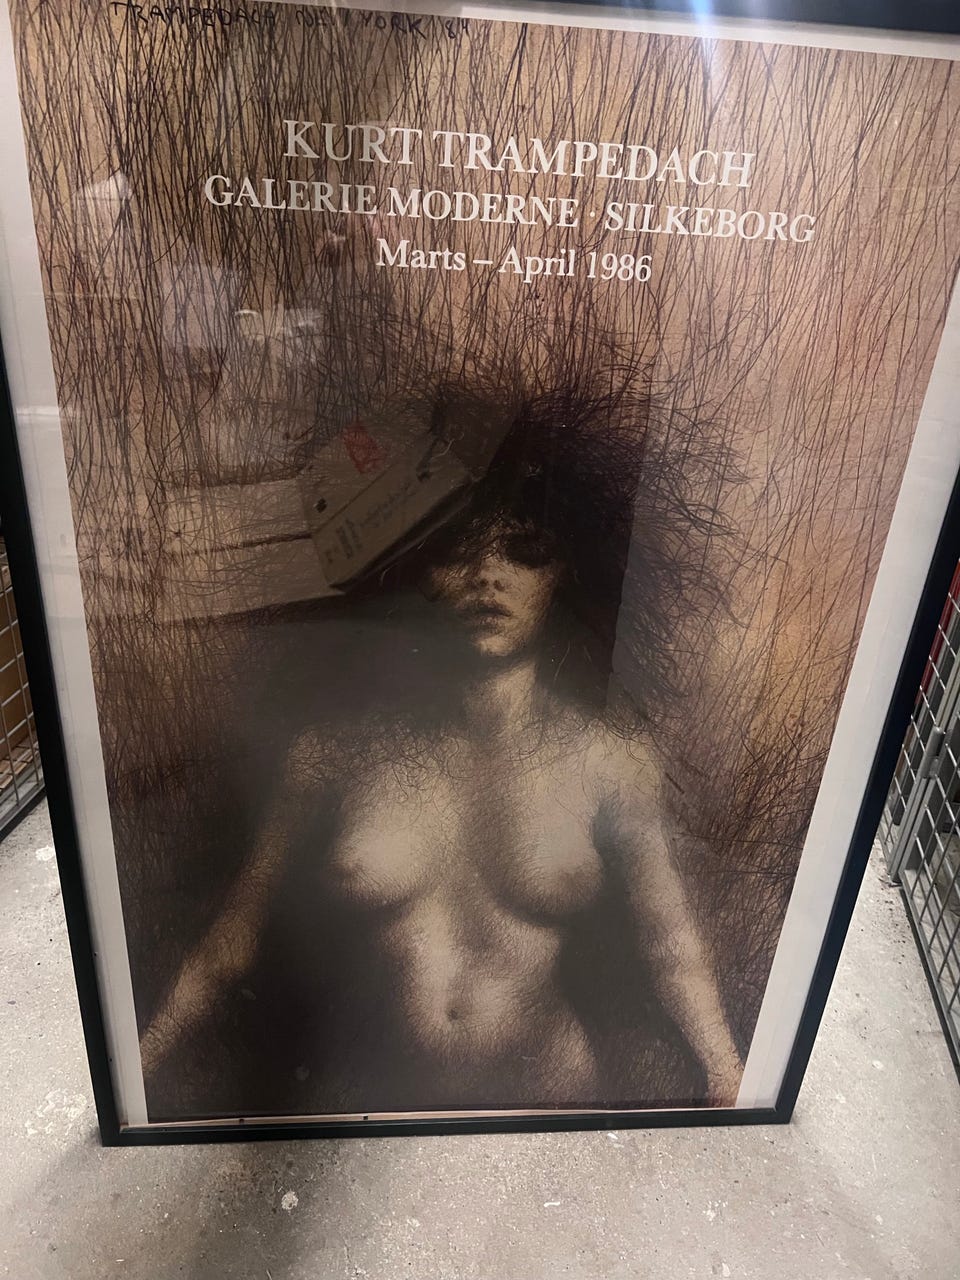 TRAMPEDACH NEW YORK 84
KURT TRAMPEDACH
GALERIE MODERNE · SILKEBORG
Marts – April 1986